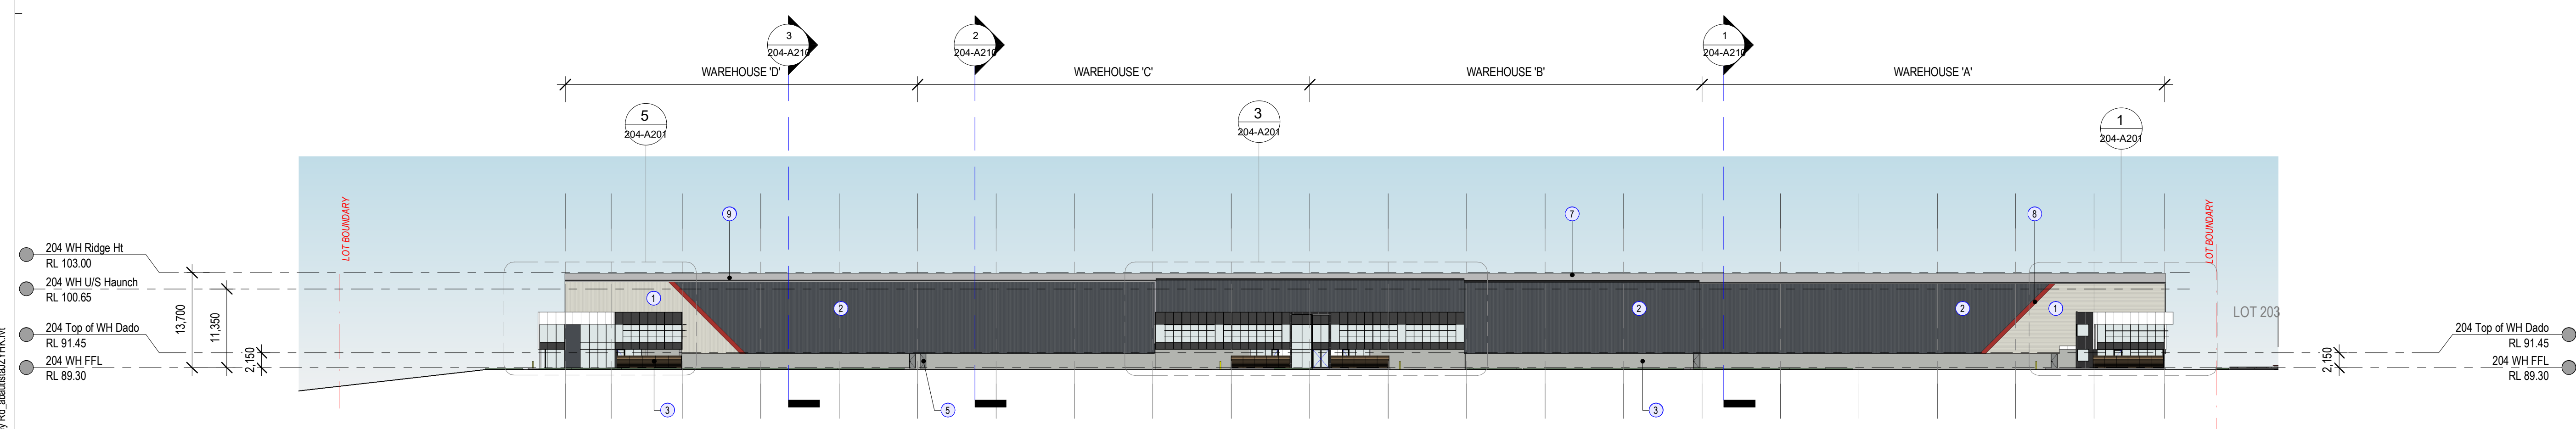 3
204-A210
2
204-A210
1
204-A210
WAREHOUSE 'D'
WAREHOUSE 'C'
WAREHOUSE 'B'
WAREHOUSE 'A'
5
204-A201
3
204-A201
1
204-A201
LOT BOUNDARY
LOT BOUNDARY
9
7
8
204 WH Ridge Ht
RL 103.00
204 WH U/S Haunch
RL 100.65
204 Top of WH Dado
RL 91.45
204 WH FFL
RL 89.30
13,700
11,350
2,150
1
2
2
2
1
LOT 203
204 Top of WH Dado
RL 91.45
204 WH FFL
RL 89.30
2,150
3
5
3